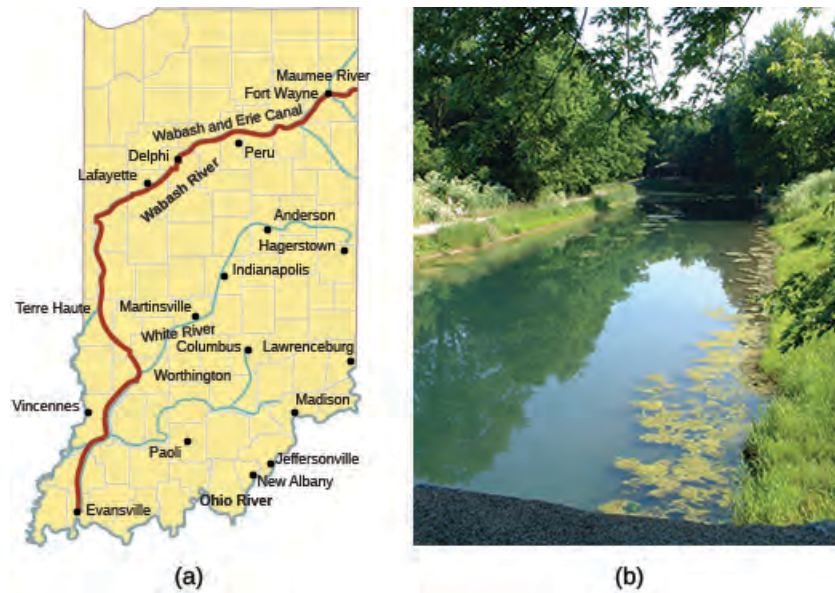 Maumee River
Fort Wayne
Wabash and Erie Canal
Delphi
Peru
Lafayette
Wabash River
Anderson
Hagerstown
Indianapolis
Terre Haute
Martinsville
White River
Columbus
Lawrenceburg
Worthington
Vincennes
Madison
Paoli
Jeffersonville
New Albany
Ohio River
Evansville
(a)
(b)